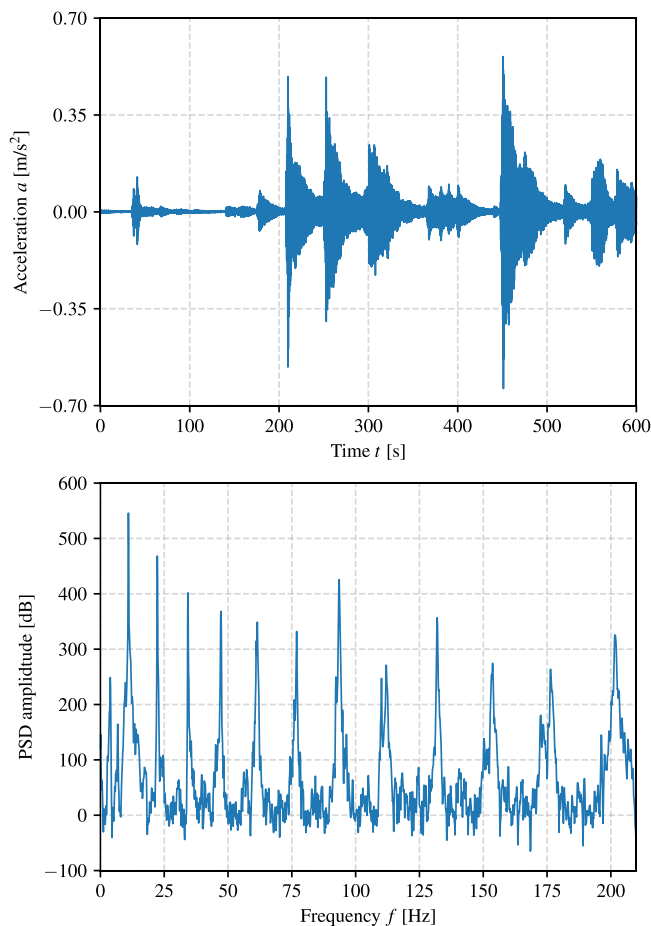 0.70
0.35
0.00
−0.35
−0.70
Acceleration a [m/s²]
0 100 200 300 400 500 600
Time t [s]
600
500
400
300
200
100
0
−100
PSD amplidtude [dB]
0 25 50 75 100 125 150 175 200
Frequency f [Hz]